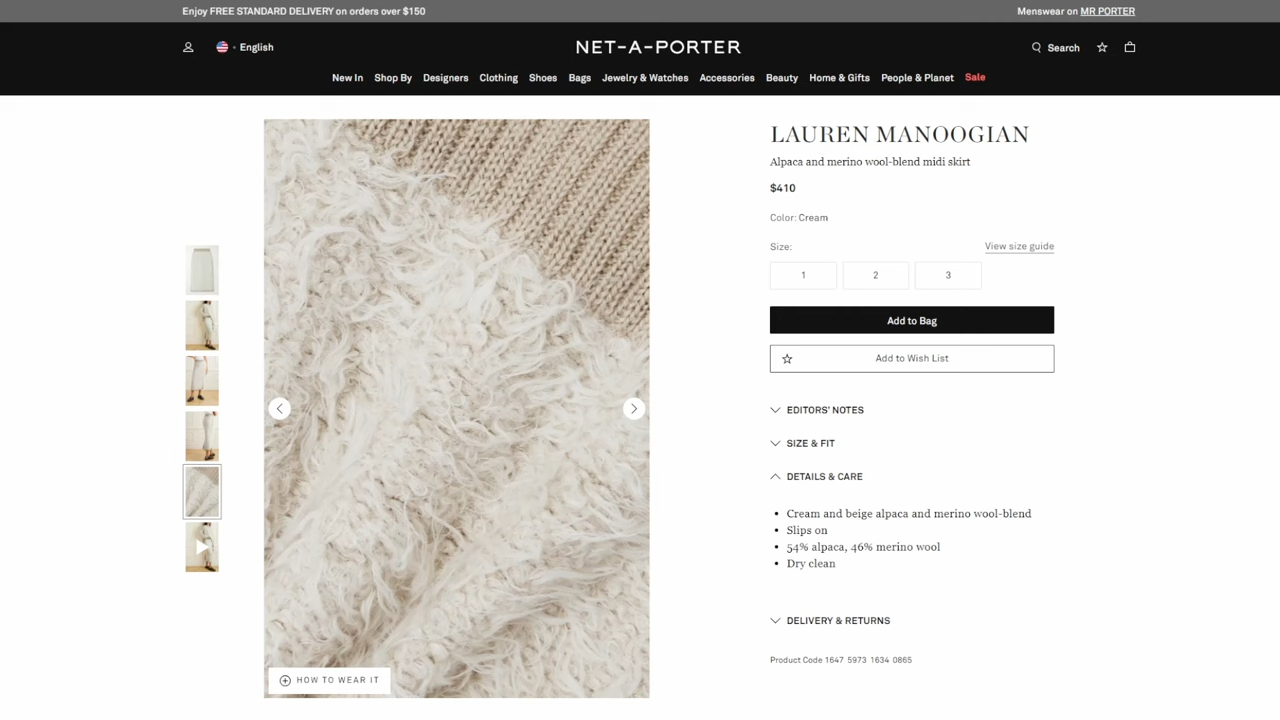 Enjoy FREE STANDARD DELIVERY on orders over $150
Menswear on MR PORTER
English
NET-A-PORTER
Search
New In Shop By Designers Clothing Shoes Bags Jewelry & Watches Accessories Beauty Home & Gifts People & Planet Sale
LAUREN MANOOGIAN
Alpaca and merino wool-blend midi skirt
$410
Color: Cream
Size:
View size guide
1 2 3
Add to Bag
Add to Wish List
EDITORS' NOTES
SIZE & FIT
DETAILS & CARE
• Cream and beige alpaca and merino wool-blend
• Slips on
• 54% alpaca, 46% merino wool
• Dry clean
DELIVERY & RETURNS
Product Code 1647 5973 1634 0865
HOW TO WEAR IT